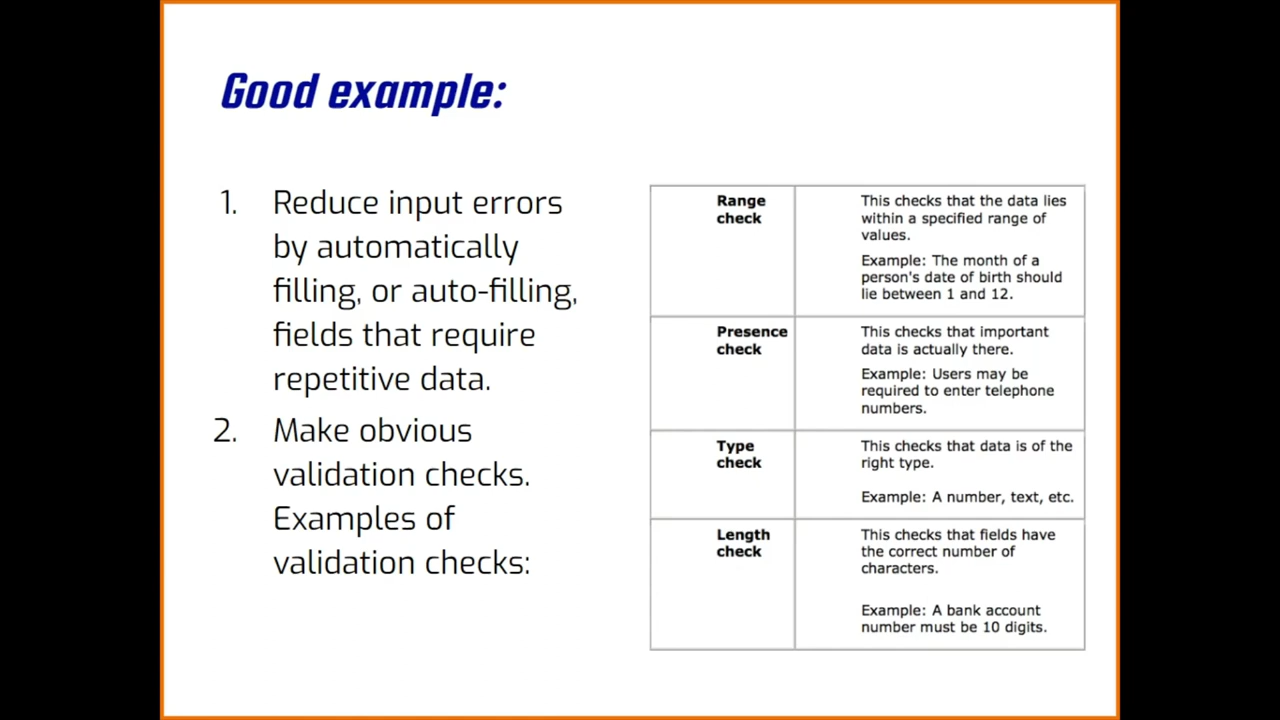 Good example:
1. Reduce input errors
by automatically
filling, or auto-filling,
fields that require
repetitive data.
2. Make obvious
validation checks.
Examples of
validation checks:
Range
check
This checks that the data lies
within a specified range of
values.
Example: The month of a
person's date of birth should
lie between 1 and 12.
Presence
check
This checks that important
data is actually there.
Example: Users may be
required to enter telephone
numbers.
Type
check
This checks that data is of the
right type.
Example: A number, text, etc.
Length
check
This checks that fields have
the correct number of
characters.
Example: A bank account
number must be 10 digits.